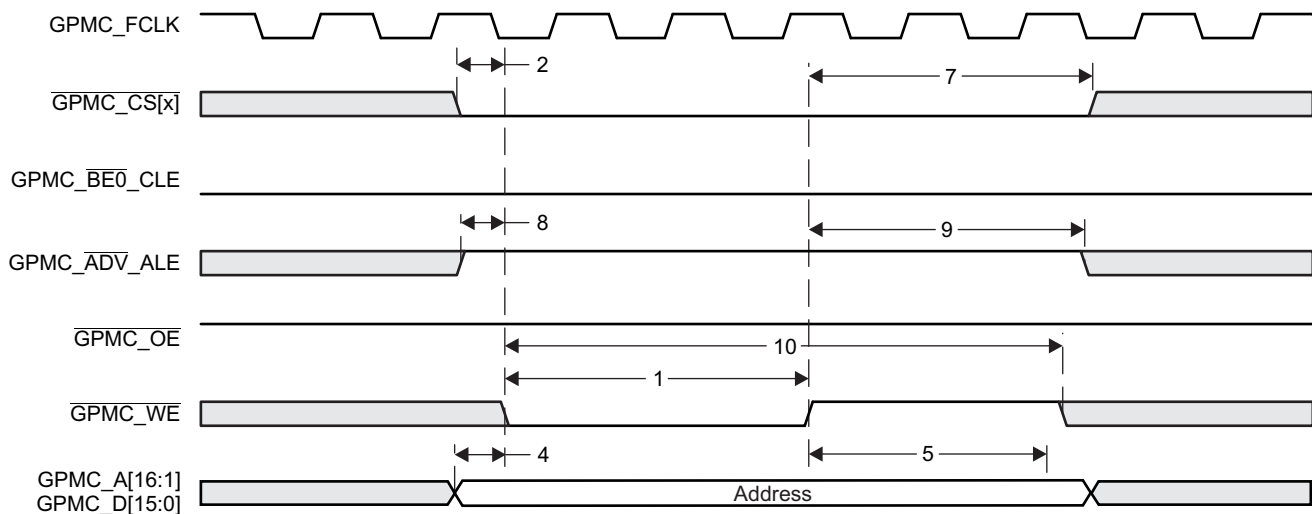 GPMC_FCLK
2
7
GPMC_CS[x]
GPMC_BE0_CLE
8
9
GPMC_ADV_ALE
GPMC_OE
10
1
GPMC_WE
4
5
GPMC_A[16:1]
GPMC_D[15:0]
Address